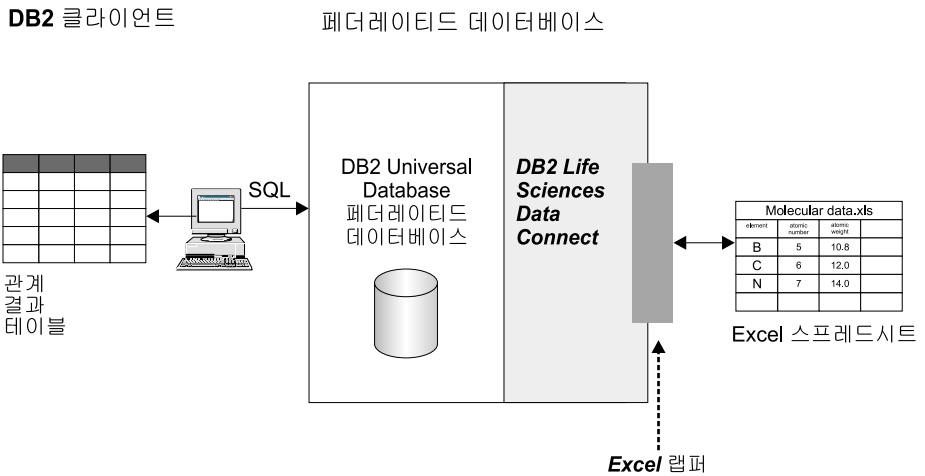 DB2 클라이언트
페더레이티드 데이터베이스
SQL
DB2 Universal
Database
페더레이티드
데이터베이스
DB2 Life
Sciences
Data
Connect
Molecular data.xls
element atomic number atomic weight
B 5 10.8
C 6 12.0
N 7 14.0
관계
결과
테이블
Excel 스프레드시트
Excel 랩퍼